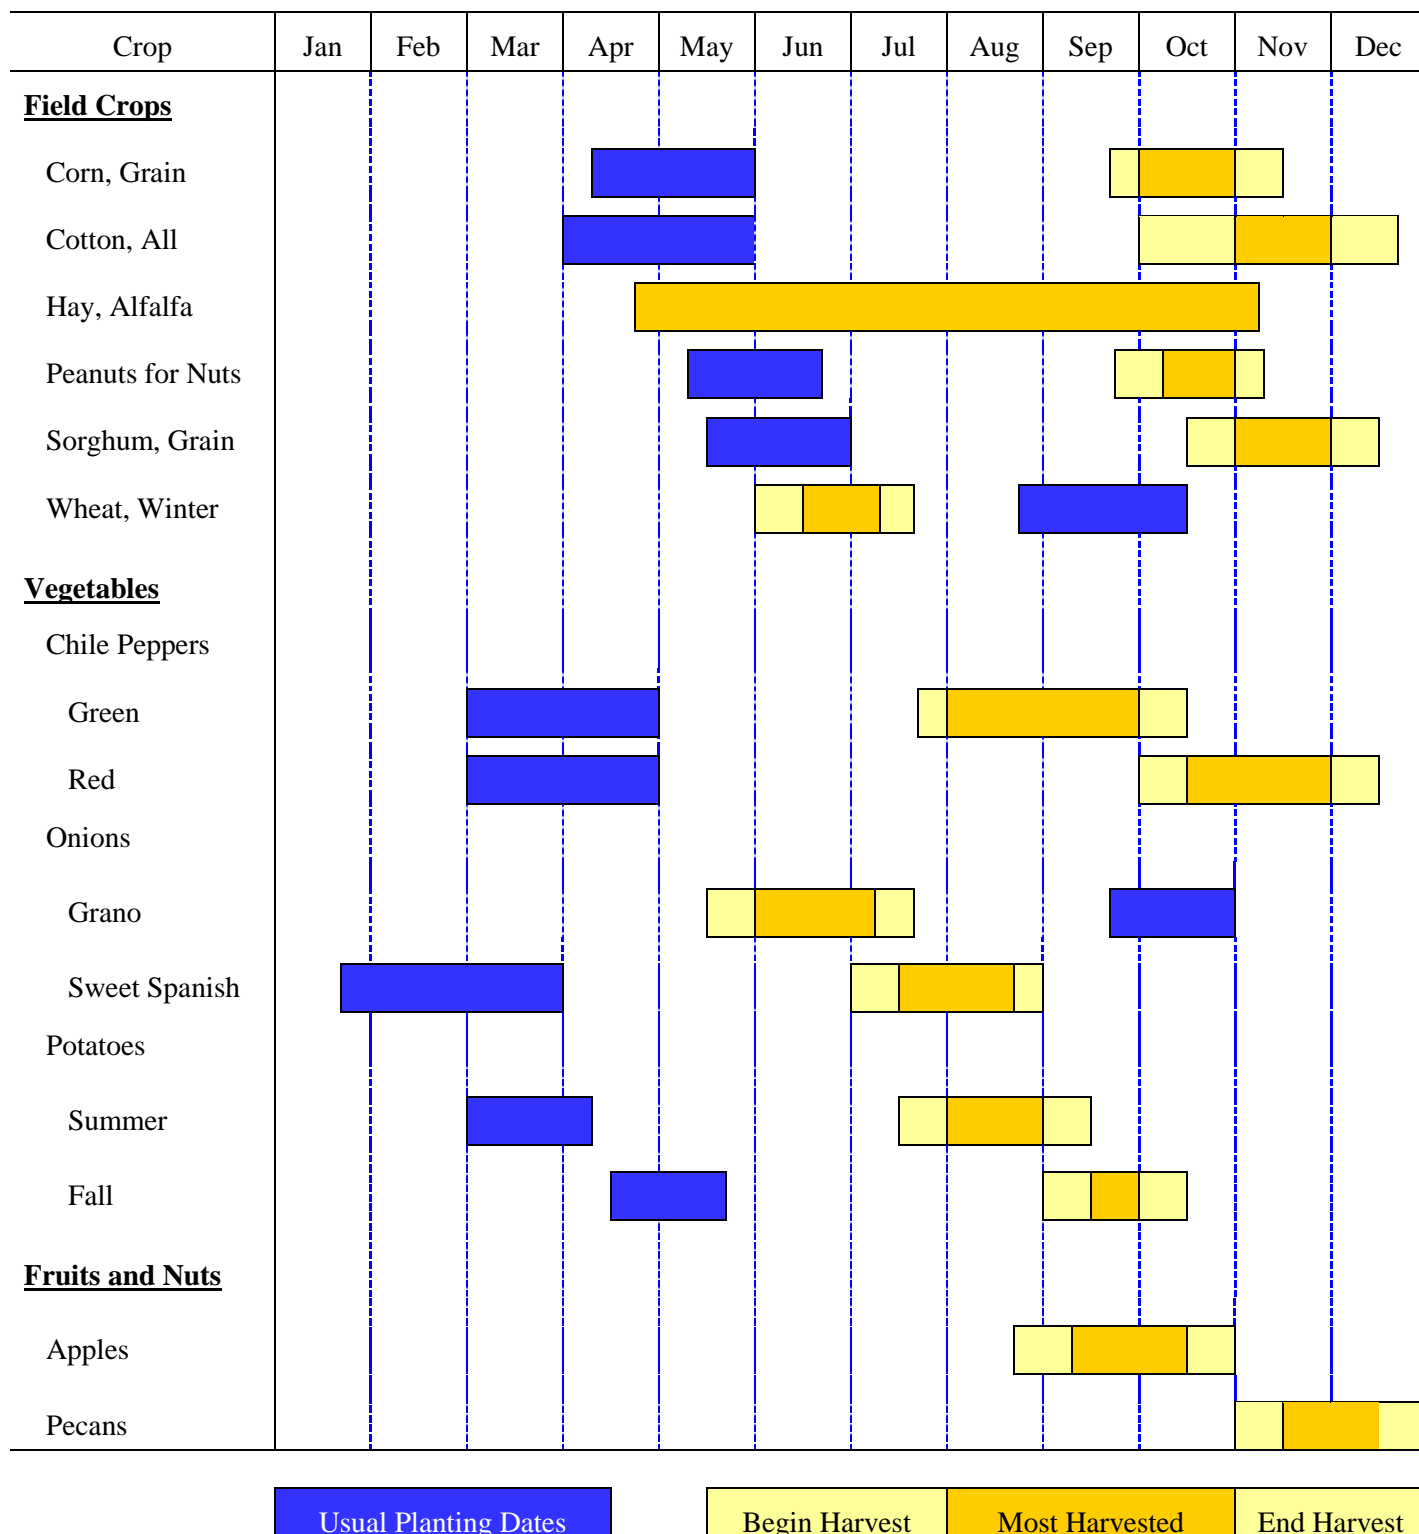 Crop Jan Feb Mar Apr May Jun Jul Aug Sep Oct Nov Dec
Field Crops
Corn, Grain
Cotton, All
Hay, Alfalfa
Peanuts for Nuts
Sorghum, Grain
Wheat, Winter
Vegetables
Chile Peppers
Green
Red
Onions
Grano
Sweet Spanish
Potatoes
Summer
Fall
Fruits and Nuts
Apples
Pecans
Usual Planting Dates Begin Harvest Most Harvested End Harvest